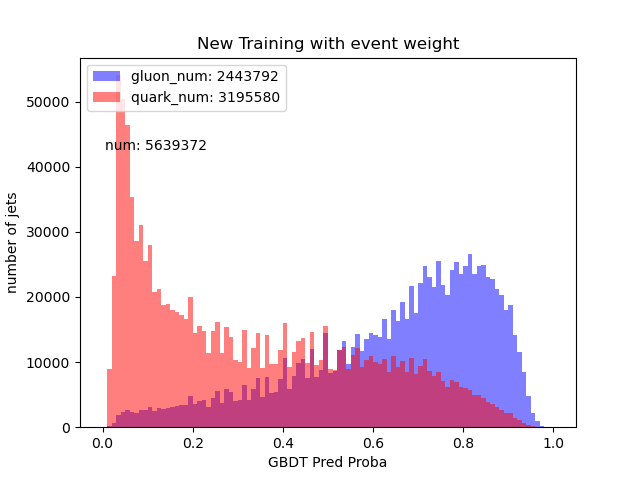 New Training with event weight
gluon_num: 2443792
quark_num: 3195580
num: 5639372
number of jets
50000
40000
30000
20000
10000
0
0.0 0.2 0.4 0.6 0.8 1.0
GBDT Pred Proba